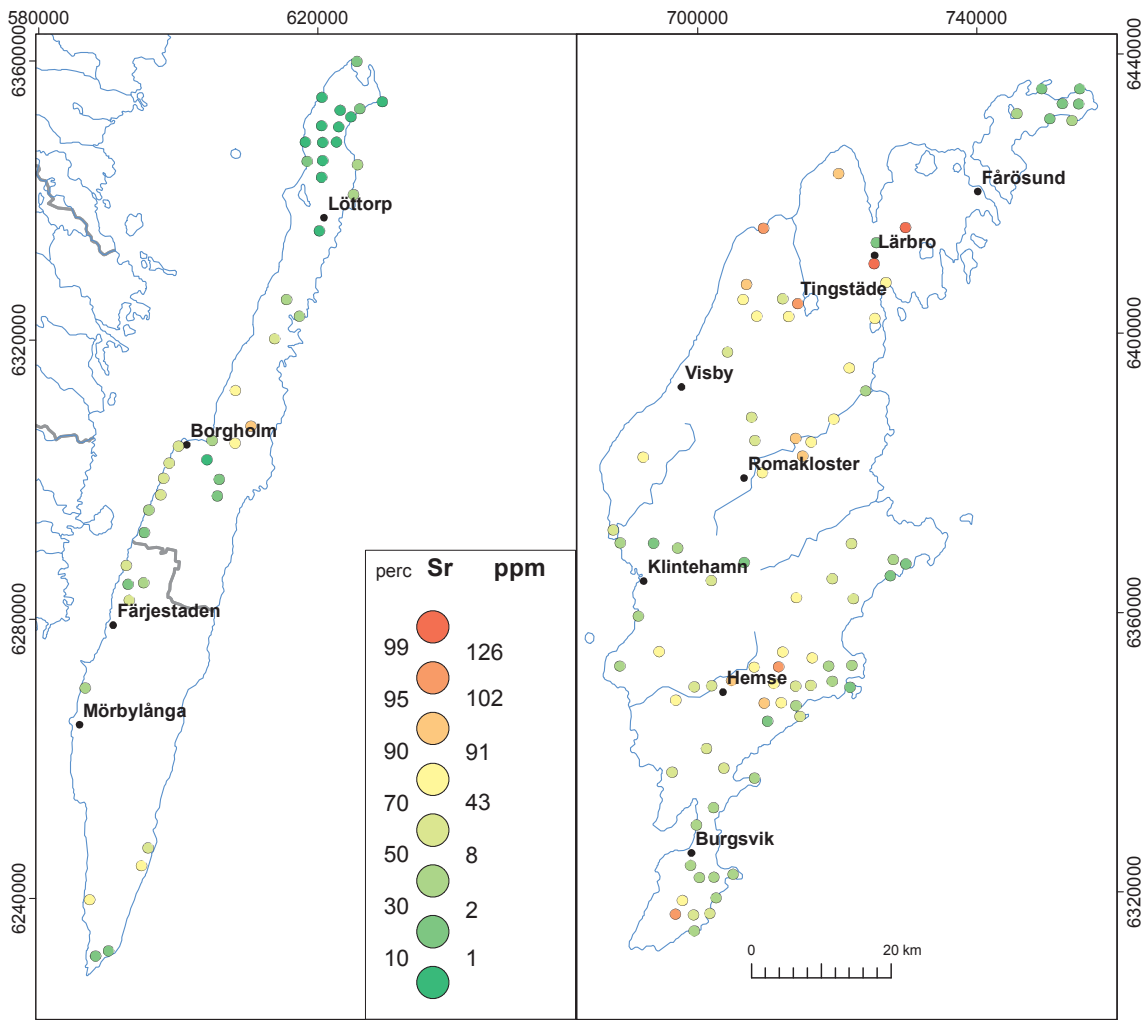 580000 620000 700000 740000
6360000
6320000
6280000
6240000
6440000
6400000
6360000
6320000
Löttorp
Borgholm
Färjestaden
Mörbylånga
Fårösund
Lärbro
Tingstäde
Visby
Romakloster
Klintehamn
Hemse
Burgsvik
perc Sr ppm
99 126
95 102
90 91
70 43
50 8
30 2
10 1
0 20 km